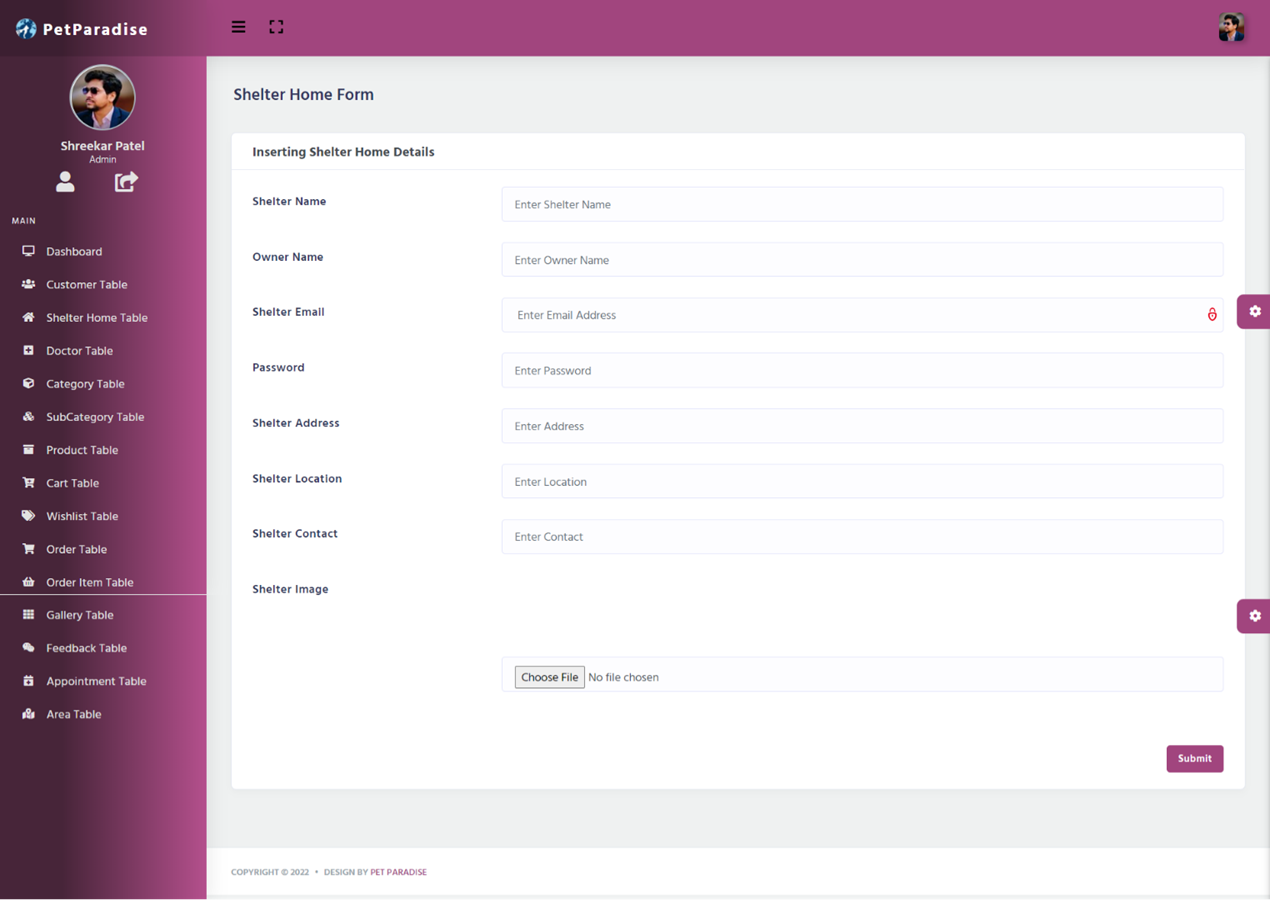 PetParadise
Shreekar Patel
Admin
MAIN
Dashboard
Customer Table
Shelter Home Table
Doctor Table
Category Table
SubCategory Table
Product Table
Cart Table
Wishlist Table
Order Table
Order Item Table
Gallery Table
Feedback Table
Appointment Table
Area Table
Shelter Home Form
Inserting Shelter Home Details
Shelter Name Enter Shelter Name
Owner Name Enter Owner Name
Shelter Email Enter Email Address
Password Enter Password
Shelter Address Enter Address
Shelter Location Enter Location
Shelter Contact Enter Contact
Shelter Image
Choose File No file chosen
Submit
COPYRIGHT © 2022 • DESIGN BY PET PARADISE